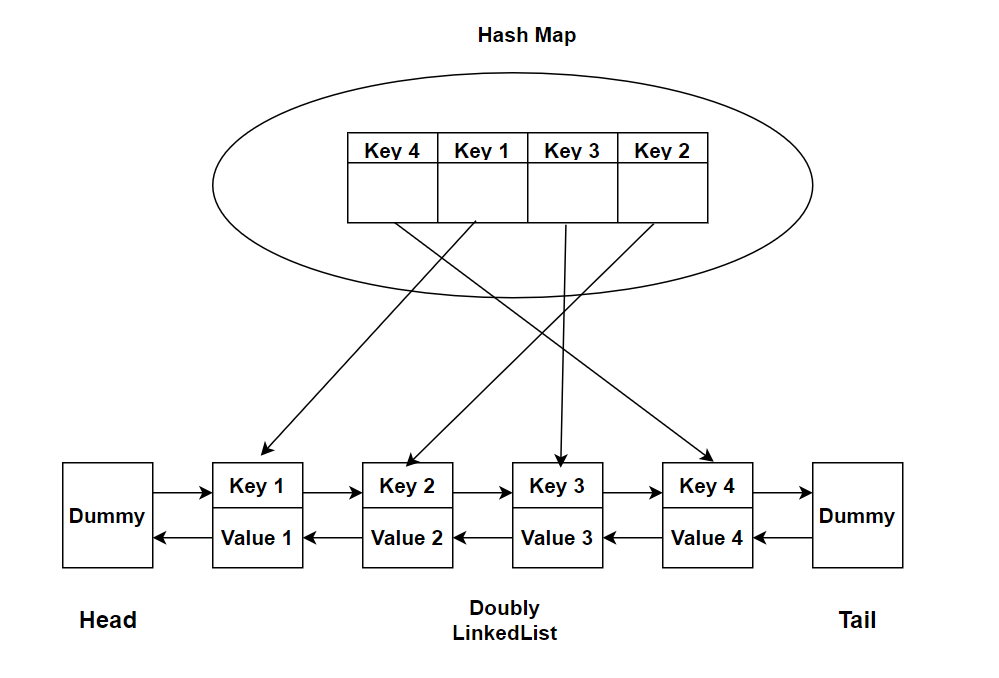 Hash Map
Key 4 Key 1 Key 3 Key 2
Key 1 Key 2 Key 3 Key 4
Dummy Dummy
Value 1 Value 2 Value 3 Value 4
Head
Doubly
LinkedList
Tail